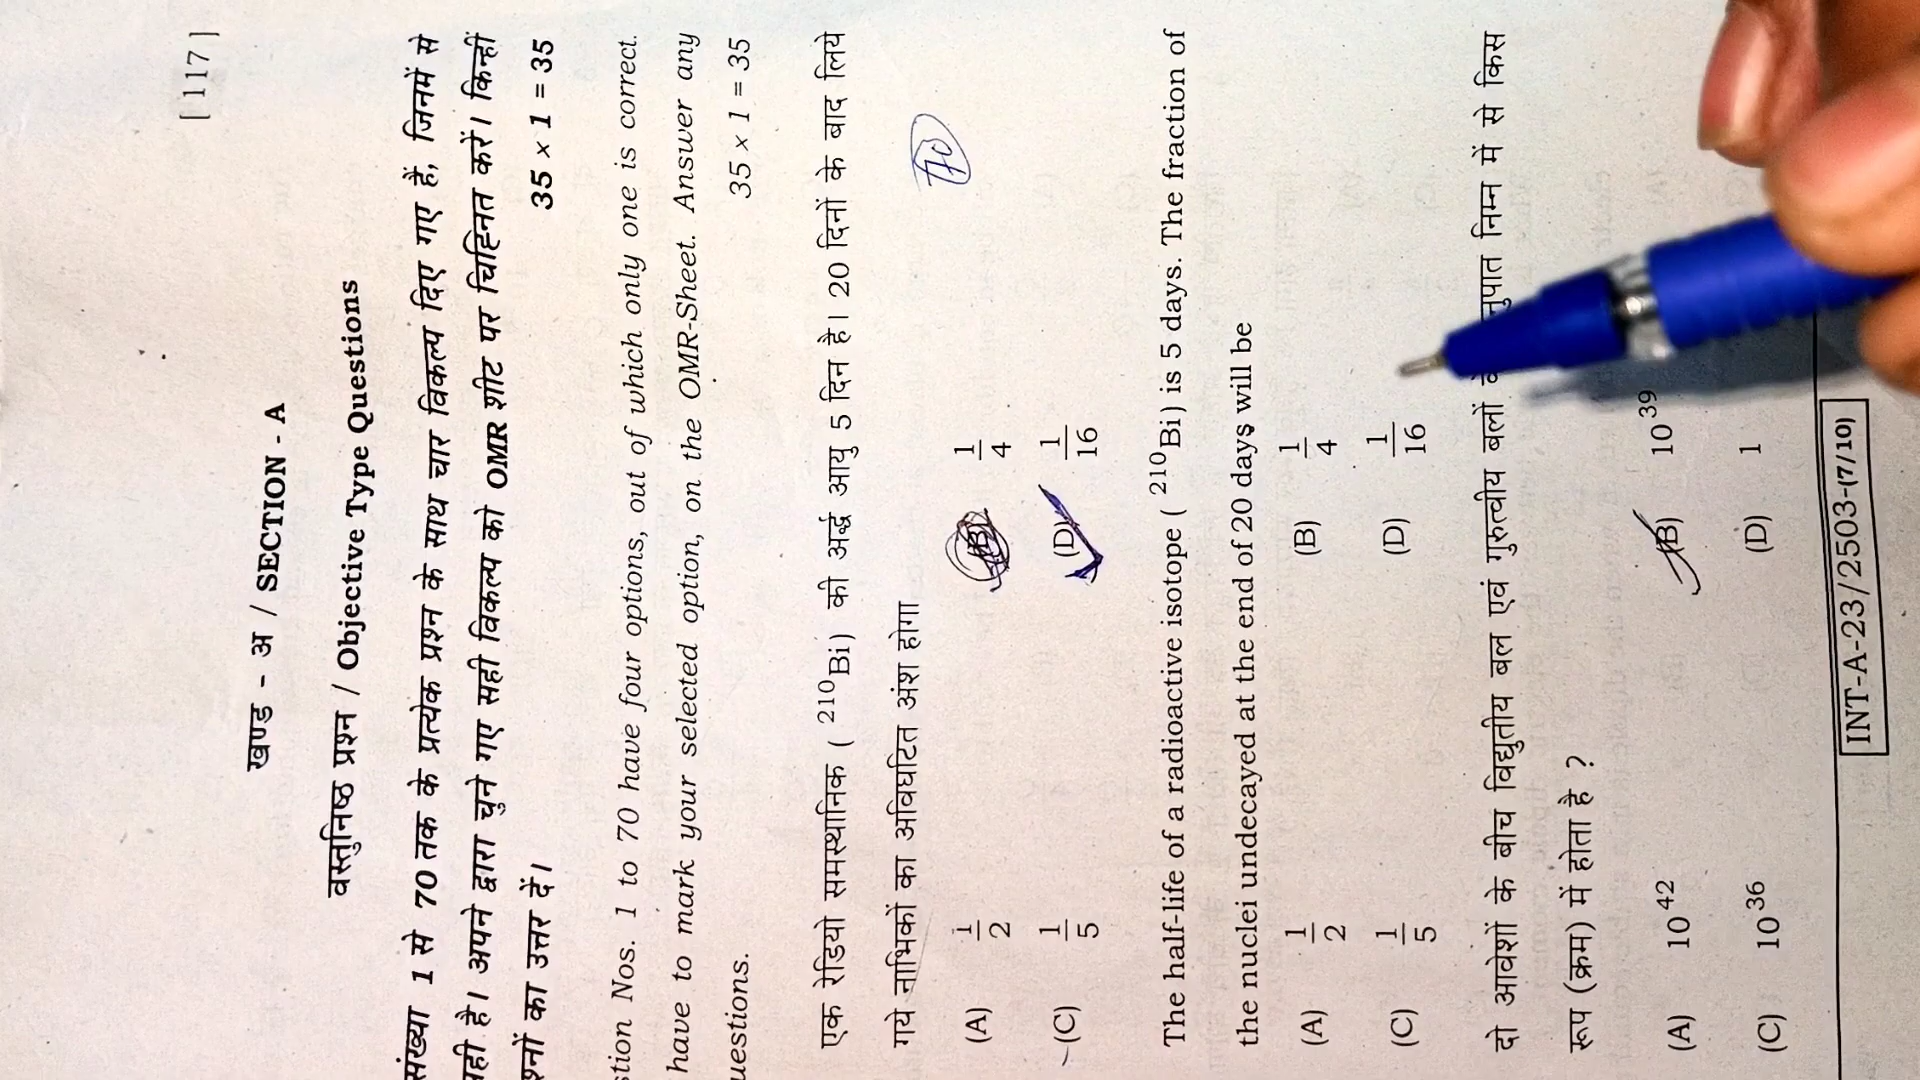 [ 117 ]
खण्ड - अ / SECTION - A
वस्तुनिष्ठ प्रश्न / Objective Type Questions
संख्या 1 से 70 तक के प्रत्येक प्रश्न के साथ चार विकल्प दिए गए हैं, जिनमें से
सही है। अपने द्वारा चुने गए सही विकल्प को OMR शीट पर चिह्नित करें। किन्हीं
प्रश्नों का उत्तर दें।
35 × 1 = 35
stion Nos. 1 to 70 have four options, out of which only one is correct.
have to mark your selected option, on the OMR-Sheet. Answer any
uestions.
35 × 1 = 35
एक रेडियो समस्थानिक ( ²¹⁰Bi ) की अर्द्ध आयु 5 दिन है। 20 दिनों के बाद लिये
गये नाभिकों का अविघटित अंश होगा
(A) 1/2 (B) 1/4
(C) 1/5 (D) 1/16
The half-life of a radioactive isotope ( ²¹⁰Bi ) is 5 days. The fraction of
the nuclei undecayed at the end of 20 days will be
(A) 1/2 (B) 1/4
(C) 1/5 (D) 1/16
दो आवेशों के बीच विद्युतीय बल एवं गुरुत्वीय बलों निम्न में से किस
रूप (क्रम) में होता है ?
(A) 10⁴² (B) 10³⁹
(C) 10³⁶ (D) 1
INT-A-23/2503-(7/10)